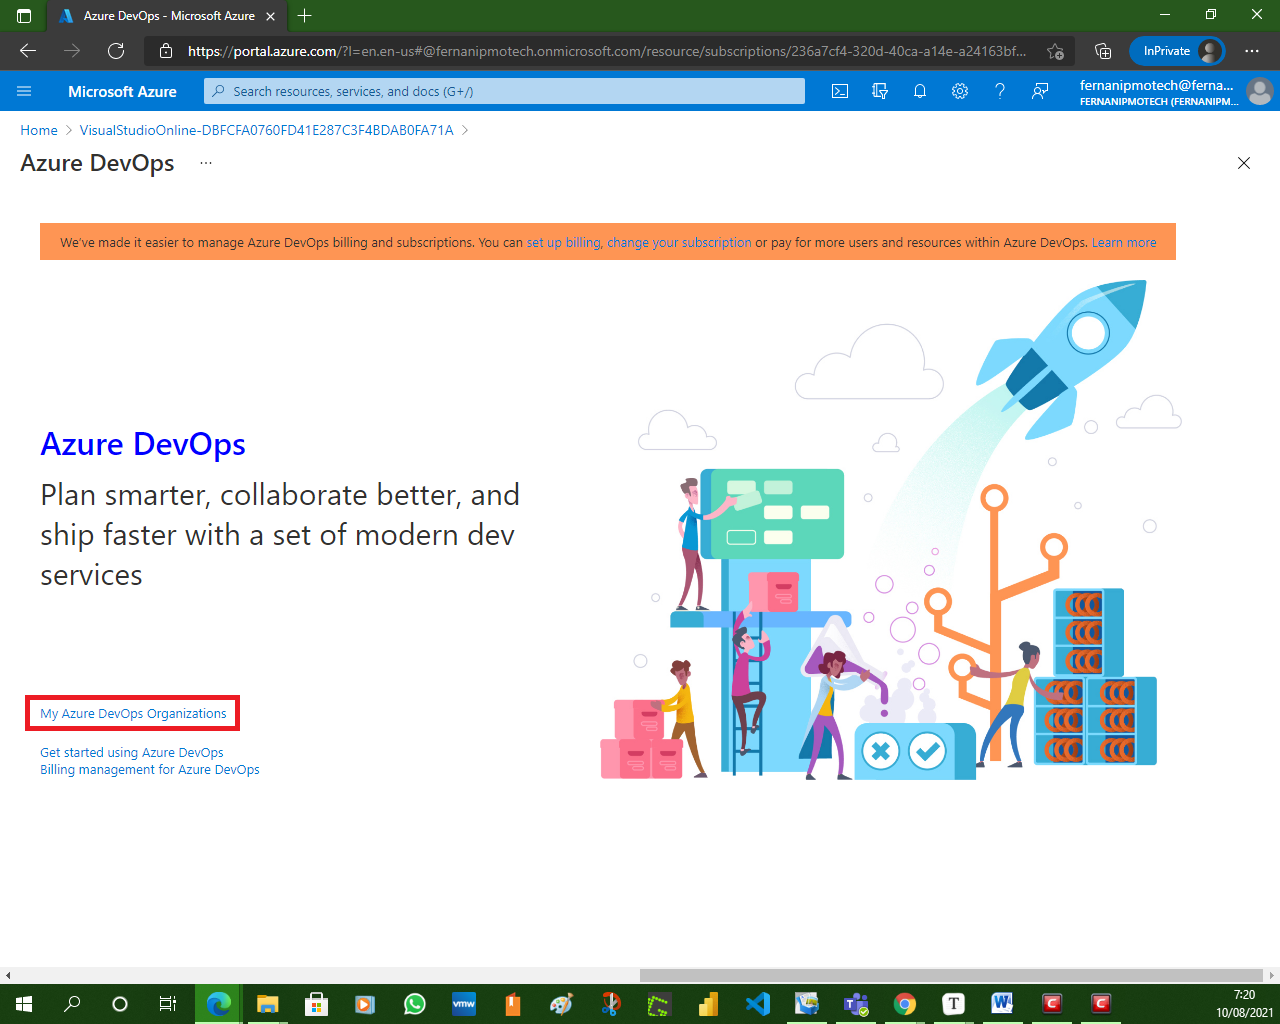 Azure DevOps - Microsoft Azure
https://portal.azure.com/?l=en.en-us#@fernanipmotech.onmicrosoft.com/resource/subscriptions/236a7cf4-320d-40ca-a14e-a24163bf...
InPrivate
Microsoft Azure
Search resources, services, and docs (G+/)
fernanipmotech@ferna...
FERNANIPMOTECH (FERNANIPM...
Home > VisualStudioOnline-DBFCFA0760FD41E287C3F4BDAB0FA71A >
Azure DevOps ...
We've made it easier to manage Azure DevOps billing and subscriptions. You can set up billing, change your subscription or pay for more users and resources within Azure DevOps. Learn more
Azure DevOps
Plan smarter, collaborate better, and
ship faster with a set of modern dev
services
My Azure DevOps Organizations
Get started using Azure DevOps
Billing management for Azure DevOps
vmw
T
W
C
C
7:20
10/08/2021